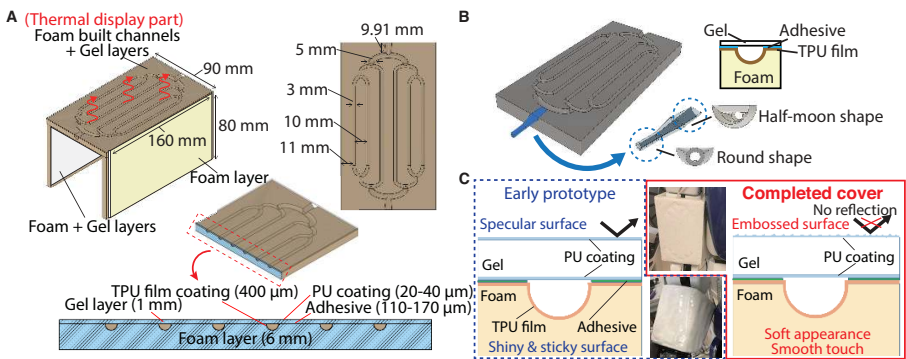 A
(Thermal display part)
Foam built channels
+ Gel layers
90 mm
160 mm
80 mm
Foam layer
Foam + Gel layers
9.91 mm
5 mm
3 mm
10 mm
11 mm
TPU film coating (400 µm)
PU coating (20-40 µm)
Gel layer (1 mm)
Adhesive (110-170 µm)
Foam layer (6 mm)
B
Gel
Adhesive
TPU film
Foam
Half-moon shape
Round shape
C
Early prototype
Specular surface
PU coating
Gel
Foam
TPU film
Adhesive
Shiny & sticky surface
Completed cover
No reflection
Embossed surface
PU coating
Gel
Foam
Soft appearance
Smooth touch